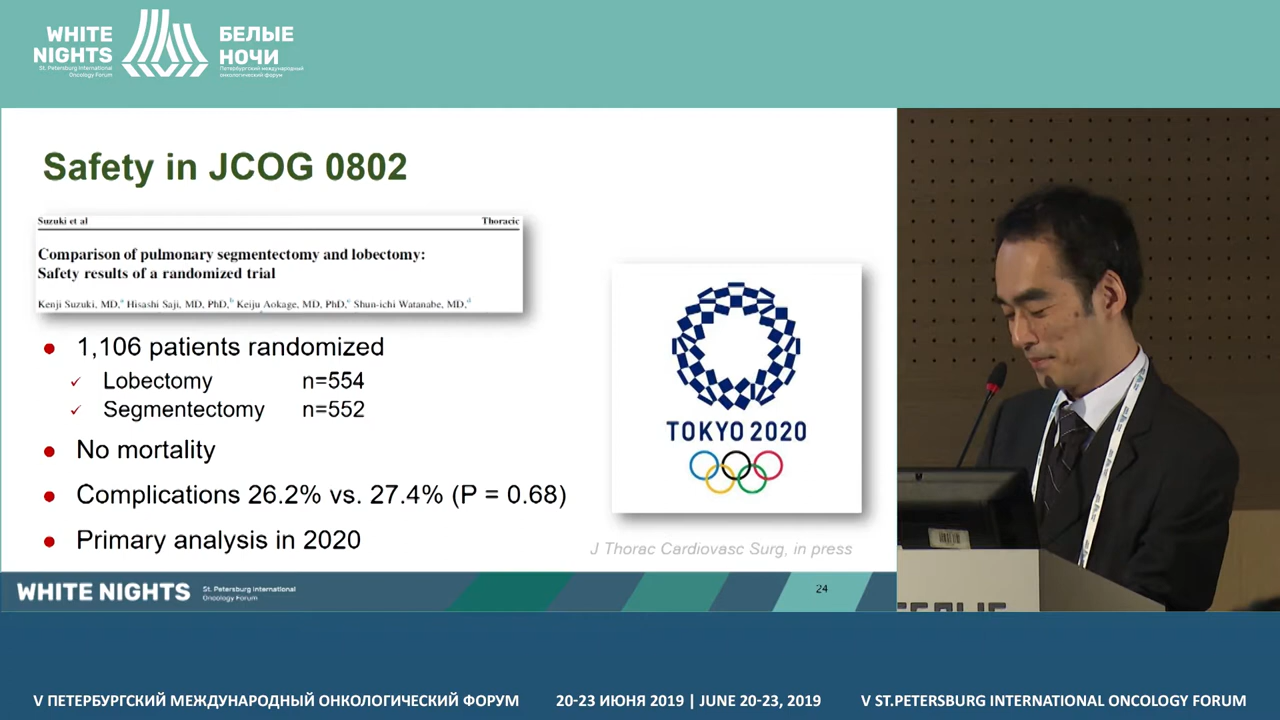 WHITE
NIGHTS
St. Petersburg International
Oncology Forum
БЕЛЫЕ
НОЧИ
Петербургский международный
онкологический форум
Safety in JCOG 0802
Suzuki et al Thoracic
Comparison of pulmonary segmentectomy and lobectomy:
Safety results of a randomized trial
Kenji Suzuki, MD,a Hisashi Saji, MD, PhD,b Keiju Aokage, MD, PhD,c Shun-ichi Watanabe, MD,d
1,106 patients randomized
Lobectomy n=554
Segmentectomy n=552
No mortality
Complications 26.2% vs. 27.4% (P = 0.68)
Primary analysis in 2020
TOKYO 2020
J Thorac Cardiovasc Surg, in press
WHITE NIGHTS
St. Petersburg International
Oncology Forum
24
БЕЛЫЕ
V ПЕТЕРБУРГСКИЙ МЕЖДУНАРОДНЫЙ ОНКОЛОГИЧЕСКИЙ ФОРУМ 20-23 ИЮНЯ 2019 | JUNE 20-23, 2019 V ST.PETERSBURG INTERNATIONAL ONCOLOGY FORUM